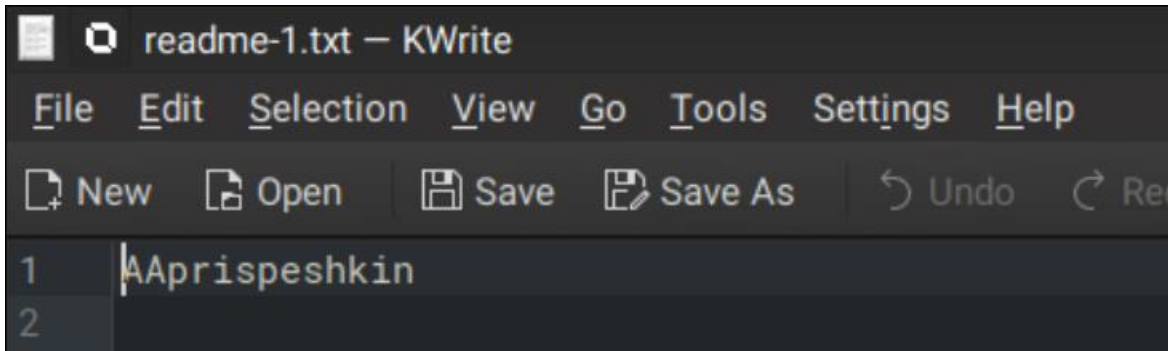 readme-1.txt — KWrite
File Edit Selection View Go Tools Settings Help
New Open Save Save As Undo
1 AAprispeshkin
2